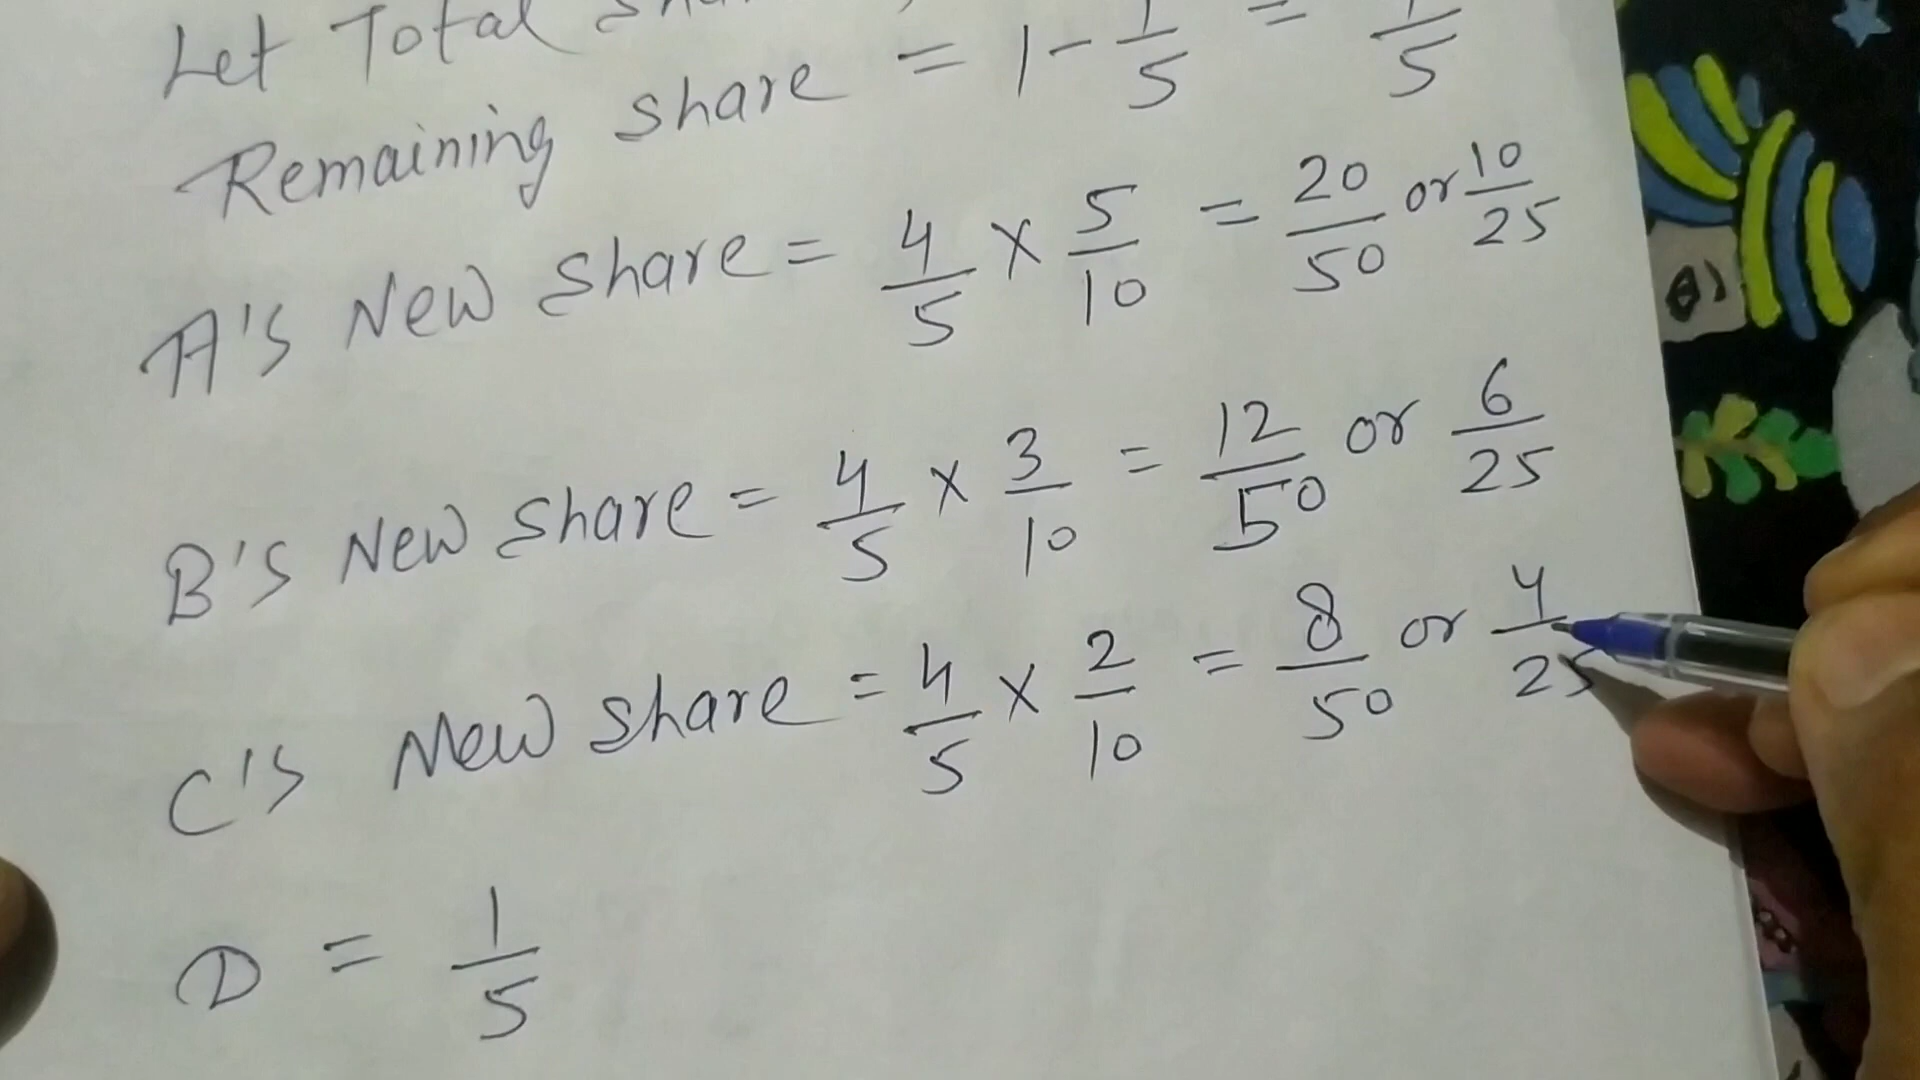 Let Total
Remaining share = 1 - 1/5 = /5
A's New share = 4/5 × 5/10 = 20/50 or 10/25
B's New share = 4/5 × 3/10 = 12/50 or 6/25
C's New share = 4/5 × 2/10 = 8/50 or 4/25
D = 1/5